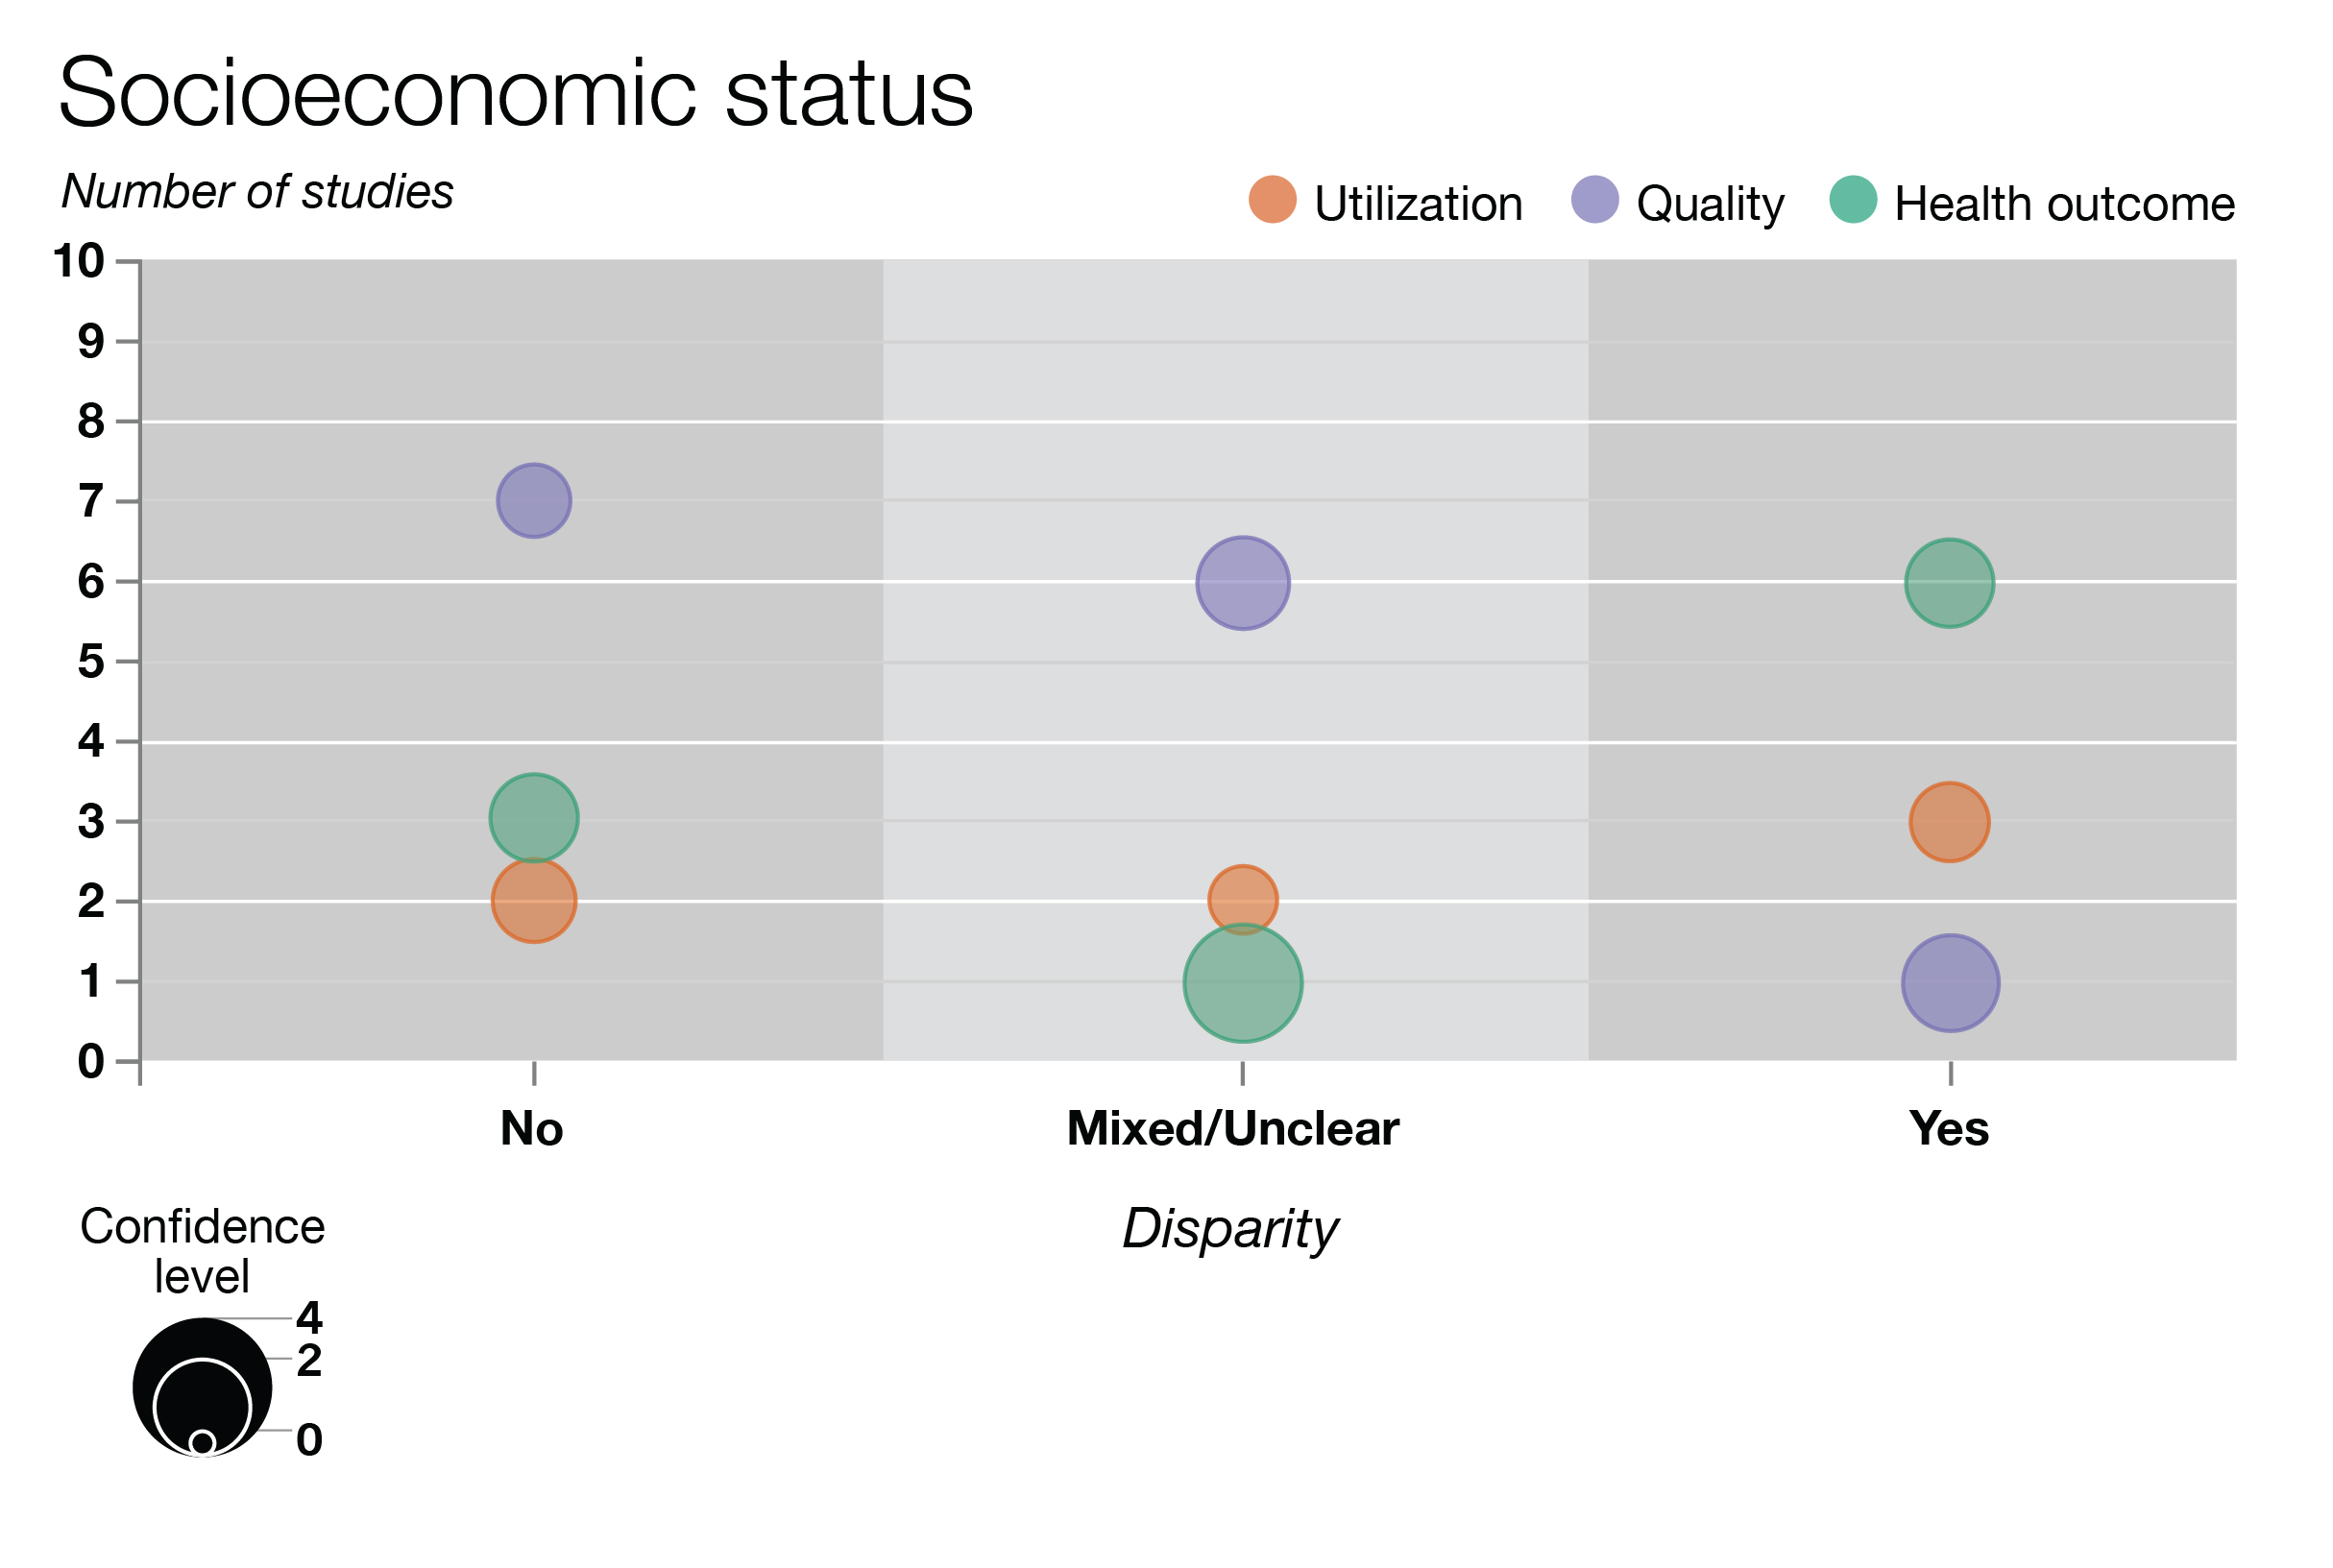 Socioeconomic status
Number of studies
Utilization Quality Health outcome
10
9
8
7
6
5
4
3
2
1
0
No Mixed/Unclear Yes
Disparity
Confidence
level
4
2
0